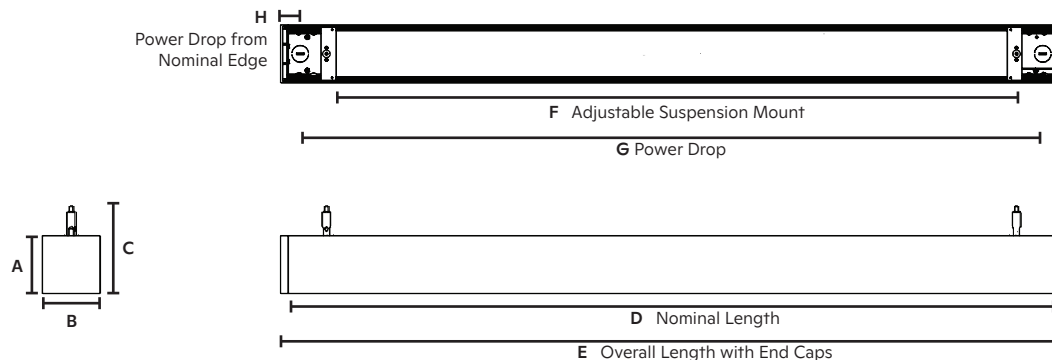 H
Power Drop from
Nominal Edge
F Adjustable Suspension Mount
G Power Drop
A
C
B
D Nominal Length
E Overall Length with End Caps